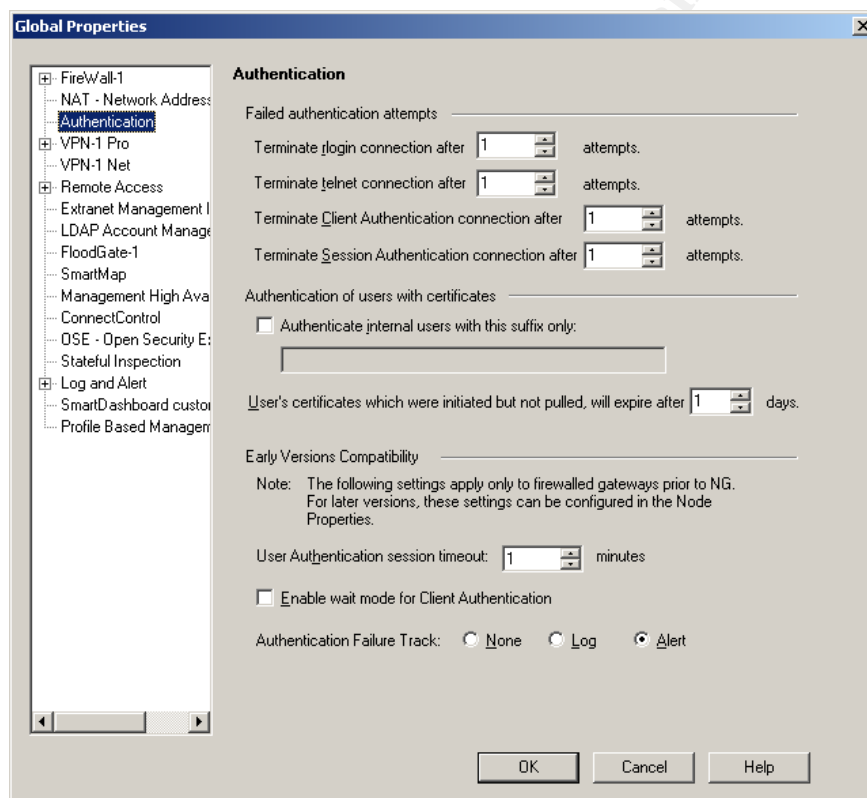 Global Properties
FireWall-1
NAT - Network Address
Authentication
VPN-1 Pro
VPN-1 Net
Remote Access
Extranet Management I
LDAP Account Manage
FloodGate-1
SmartMap
Management High Ava
ConnectControl
OSE - Open Security E
Stateful Inspection
Log and Alert
SmartDashboard custo
Profile Based Managem
Authentication
Failed authentication attempts
Terminate rlogin connection after 1 attempts.
Terminate telnet connection after 1 attempts.
Terminate Client Authentication connection after 1 attempts.
Terminate Session Authentication connection after 1 attempts.
Authentication of users with certificates
Authenticate internal users with this suffix only:
User's certificates which were initiated but not pulled, will expire after 1 days.
Early Versions Compatibility
Note: The following settings apply only to firewalled gateways prior to NG.
For later versions, these settings can be configured in the Node
Properties.
User Authentication session timeout: 1 minutes
Enable wait mode for Client Authentication
Authentication Failure Track: None Log Alert
OK Cancel Help